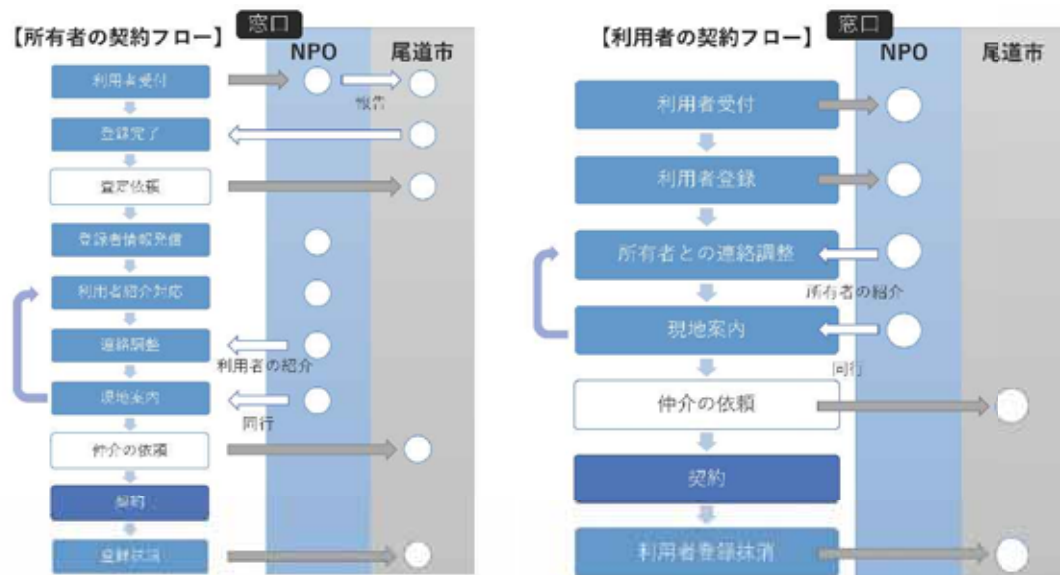 【所有者の契約フロー】
窓口
NPO
尾道市
利用者受付
報告
登録完了
査定依頼
登録者情報発信
利用者紹介対応
連絡調整
利用者の紹介
現地案内
同行
仲介の依頼
契約
登録抹消
【利用者の契約フロー】
窓口
NPO
尾道市
利用者受付
利用者登録
所有者との連絡調整
所有者の紹介
現地案内
同行
仲介の依頼
契約
利用者登録抹消